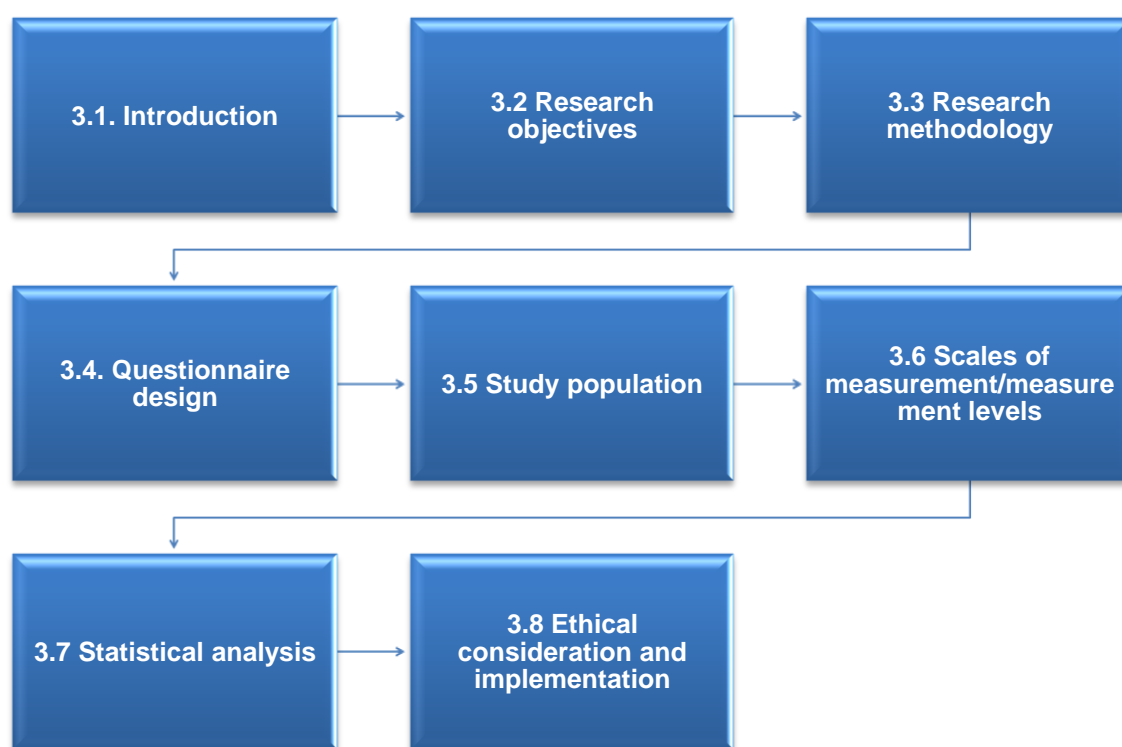 3.1. Introduction
3.2 Research
objectives
3.3 Research
methodology
3.4. Questionnaire
design
3.5 Study population
3.6 Scales of
measurement/measure
ment levels
3.7 Statistical analysis
3.8 Ethical
consideration and
implementation